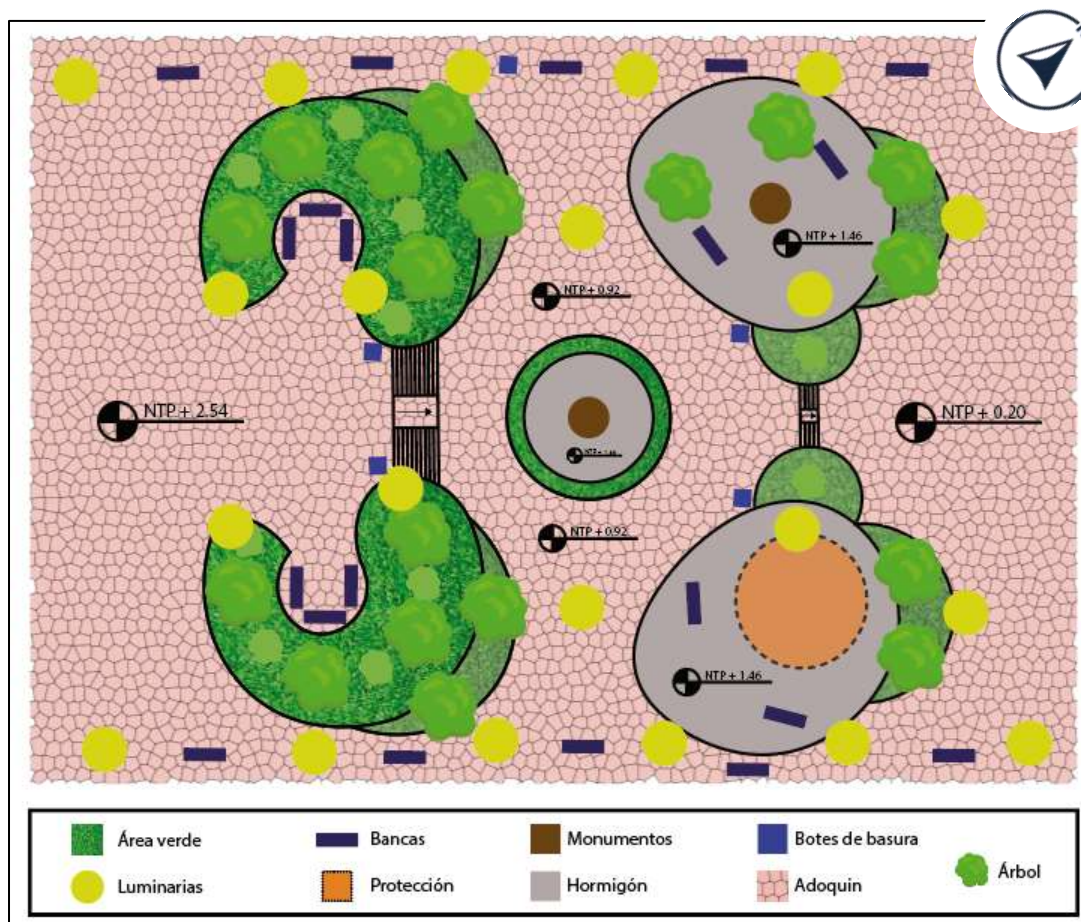 NTP + 1.46
NTP + 0.92
NTP + 2.54
NTP + 0.20
NTP + 0.92
NTP + 1.46
Área verde
Bancas
Monumentos
Botes de basura
Luminarias
Protección
Hormigón
Adoquin
Árbol